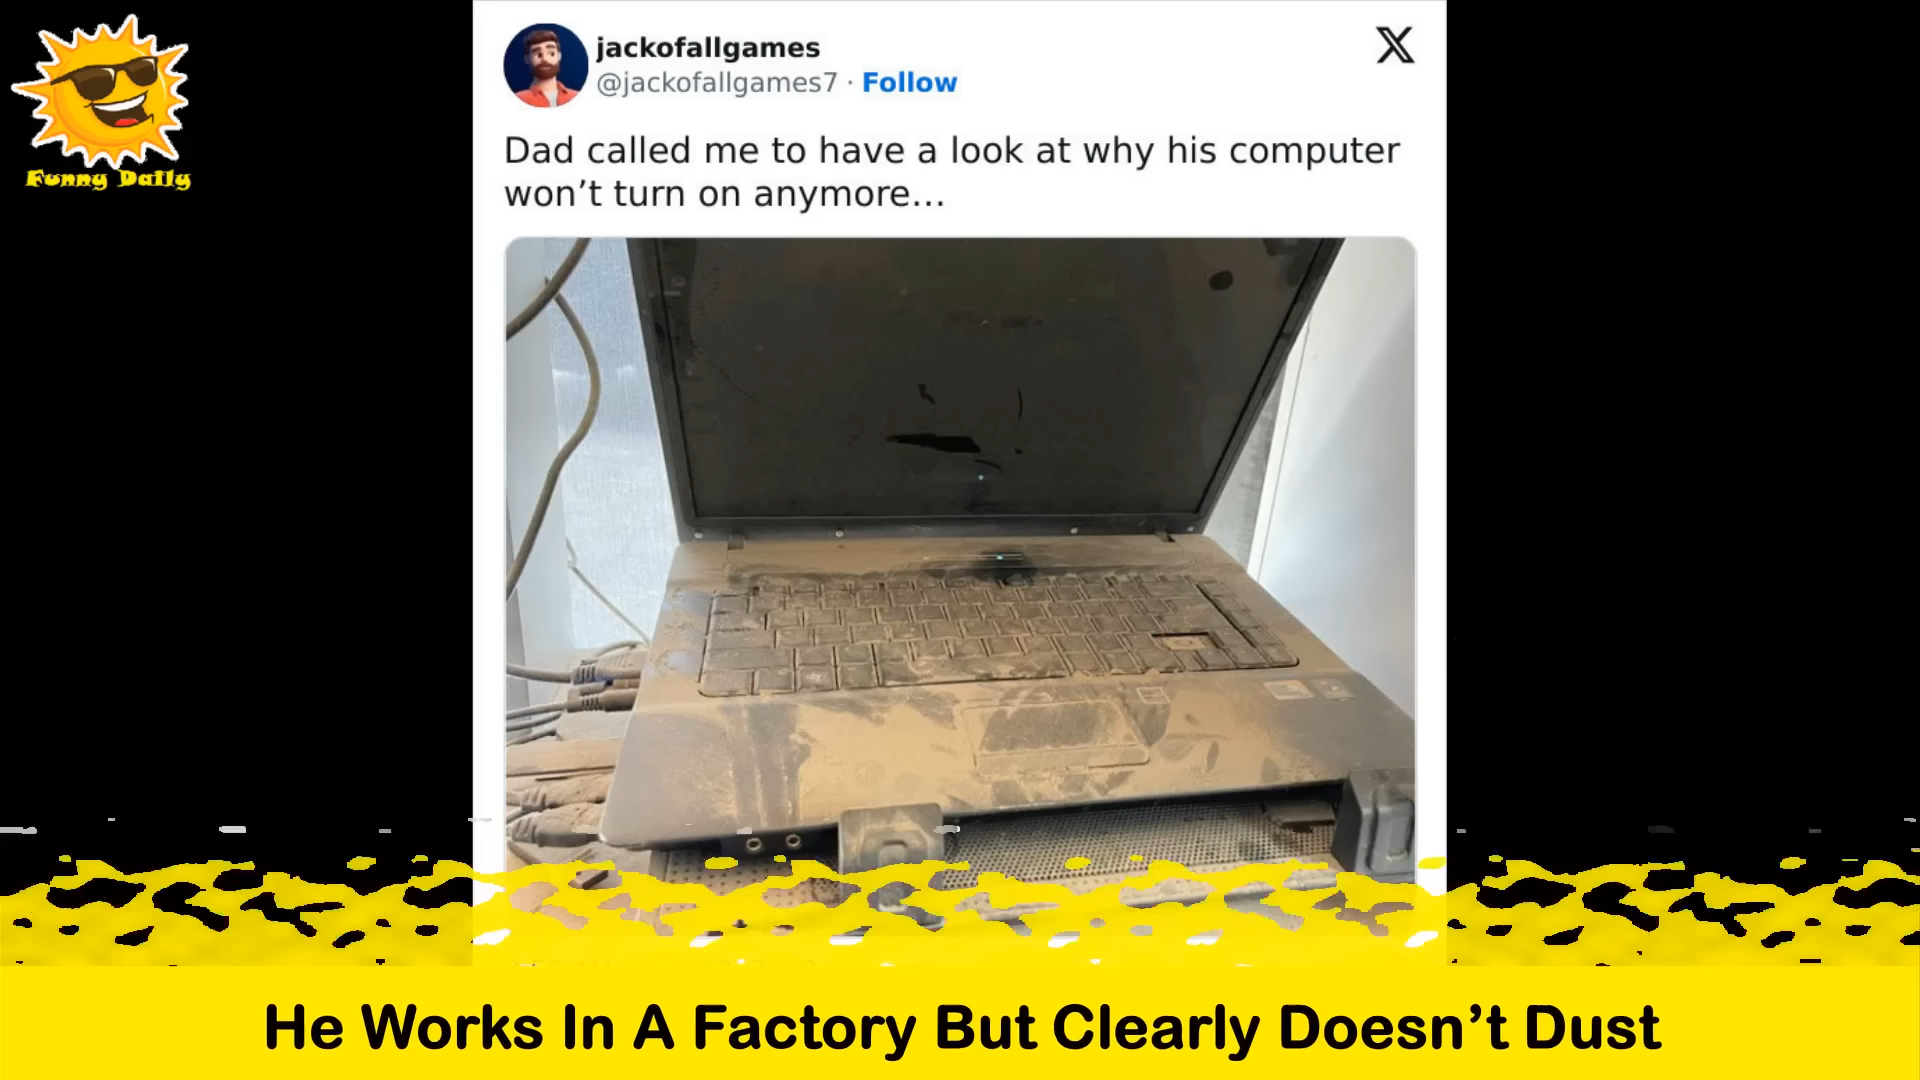 Funny Daily
jackofallgames
@jackofallgames7 · Follow
Dad called me to have a look at why his computer
won’t turn on anymore...
He Works In A Factory But Clearly Doesn’t Dust